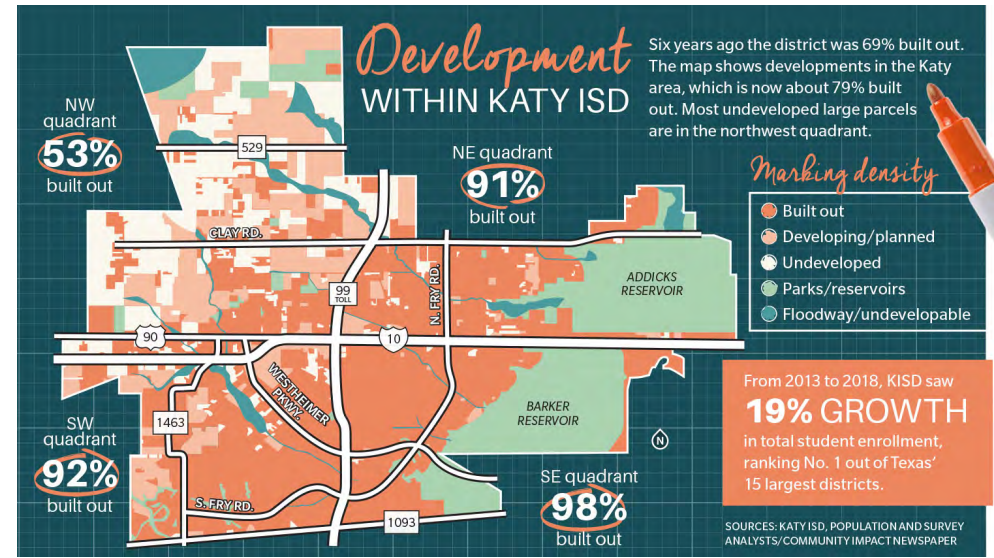 Development
WITHIN KATY ISD
Six years ago the district was 69% built out.
The map shows developments in the Katy
area, which is now about 79% built
out. Most undeveloped large parcels
are in the northwest quadrant.
NW
quadrant
53%
built out
NE quadrant
91%
built out
Marking density
Built out
Developing/planned
Undeveloped
Parks/reservoirs
Floodway/undevelopable
529
CLAY RD.
99
TOLL
N. FRY RD.
ADDICKS
RESERVOIR
90
10
WESTHEIMER
PKWY.
BARKER
RESERVOIR
1463
S. FRY RD.
1093
N
SW
quadrant
92%
built out
SE quadrant
98%
built out
From 2013 to 2018, KISD saw
19% GROWTH
in total student enrollment,
ranking No. 1 out of Texas'
15 largest districts.
SOURCES: KATY ISD, POPULATION AND SURVEY
ANALYSTS/COMMUNITY IMPACT NEWSPAPER